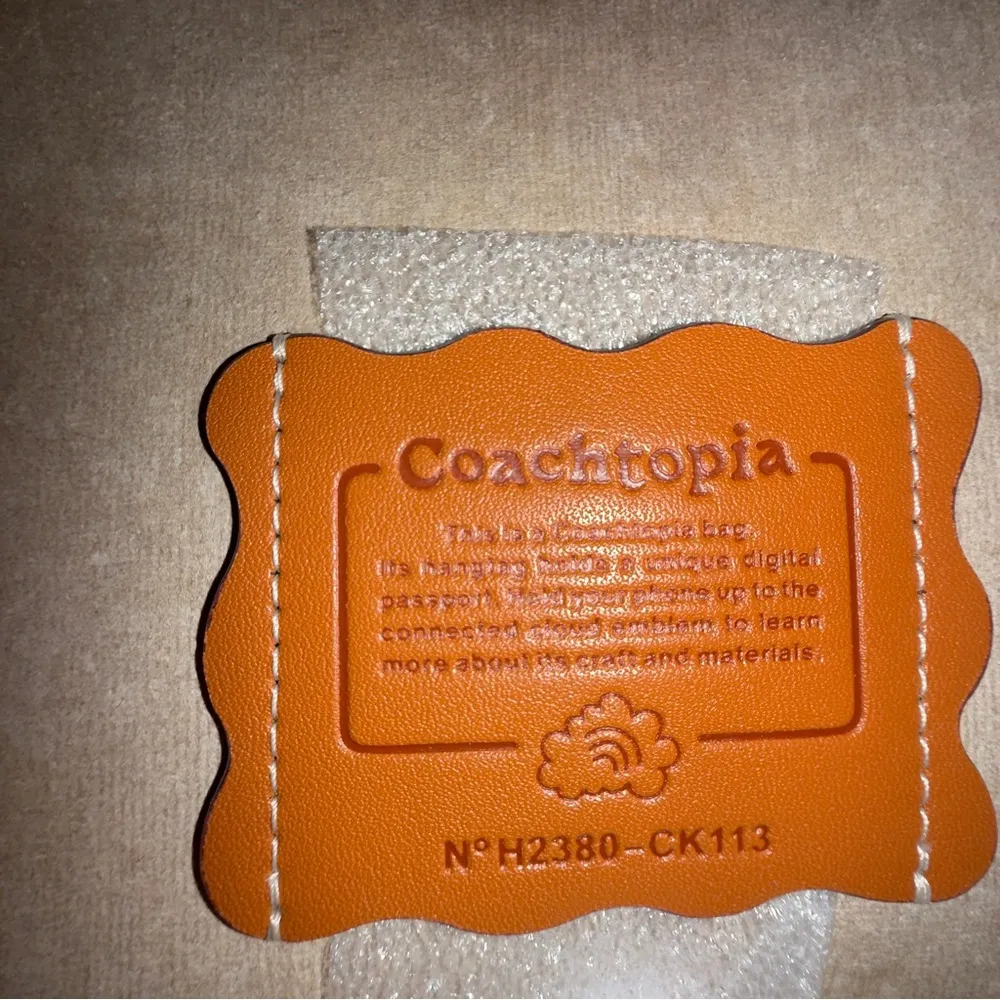 Coachtopia
This is a Coachtopia bag.
Its hangtag holds a unique digital
passport. Hold your phone up to the
connected cloud emblem to learn
more about its craft and materials.
Nº H2380-CK113